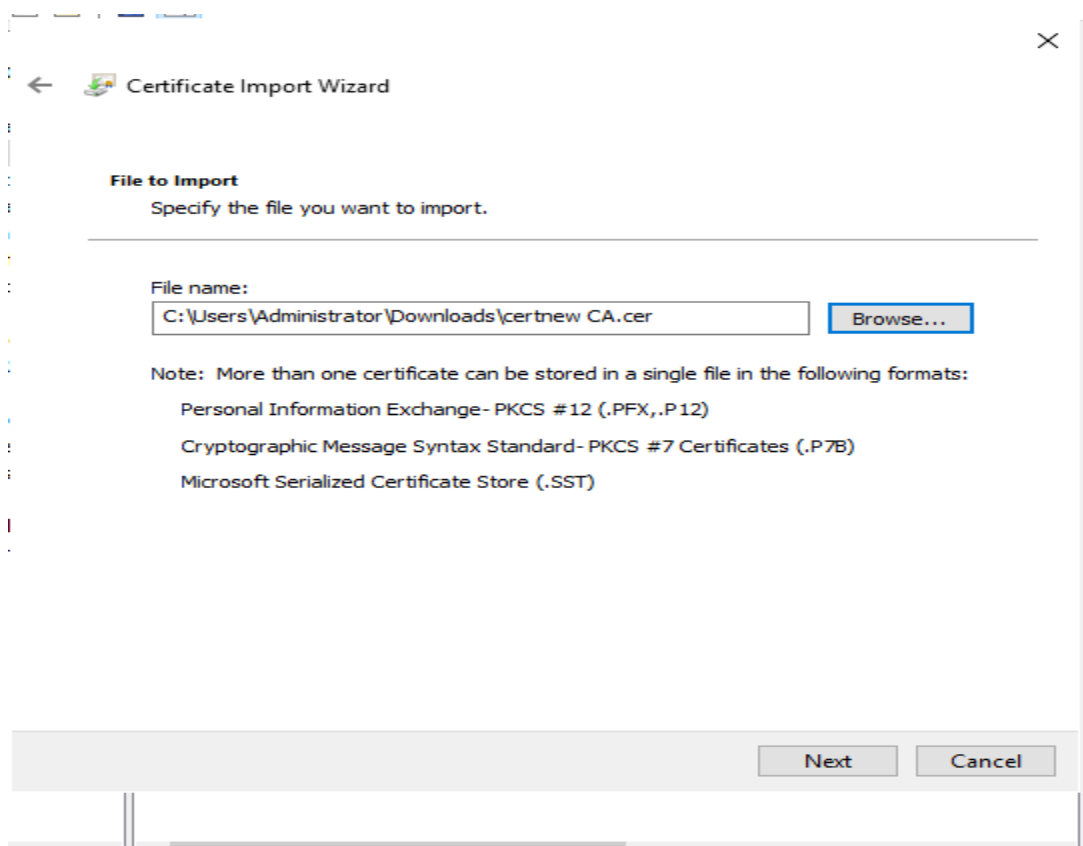 Certificate Import Wizard
File to Import
Specify the file you want to import.
File name:
C:\Users\Administrator\Downloads\certnew CA.cer
Browse...
Note: More than one certificate can be stored in a single file in the following formats:
Personal Information Exchange- PKCS #12 (.PFX,.P12)
Cryptographic Message Syntax Standard- PKCS #7 Certificates (.P7B)
Microsoft Serialized Certificate Store (.SST)
Next Cancel